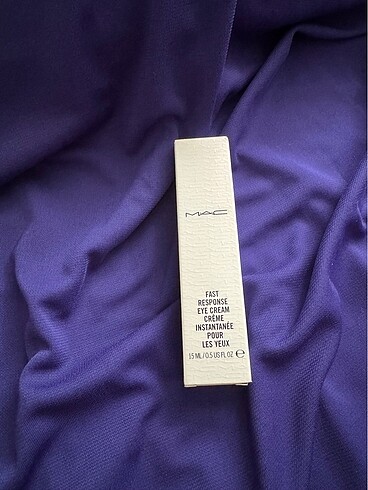 MAC
FAST
RESPONSE
EYE CREAM
CRÈME
INSTANTANÉE
POUR
LES YEUX
15 ML / 0.5 US FL OZ ℮